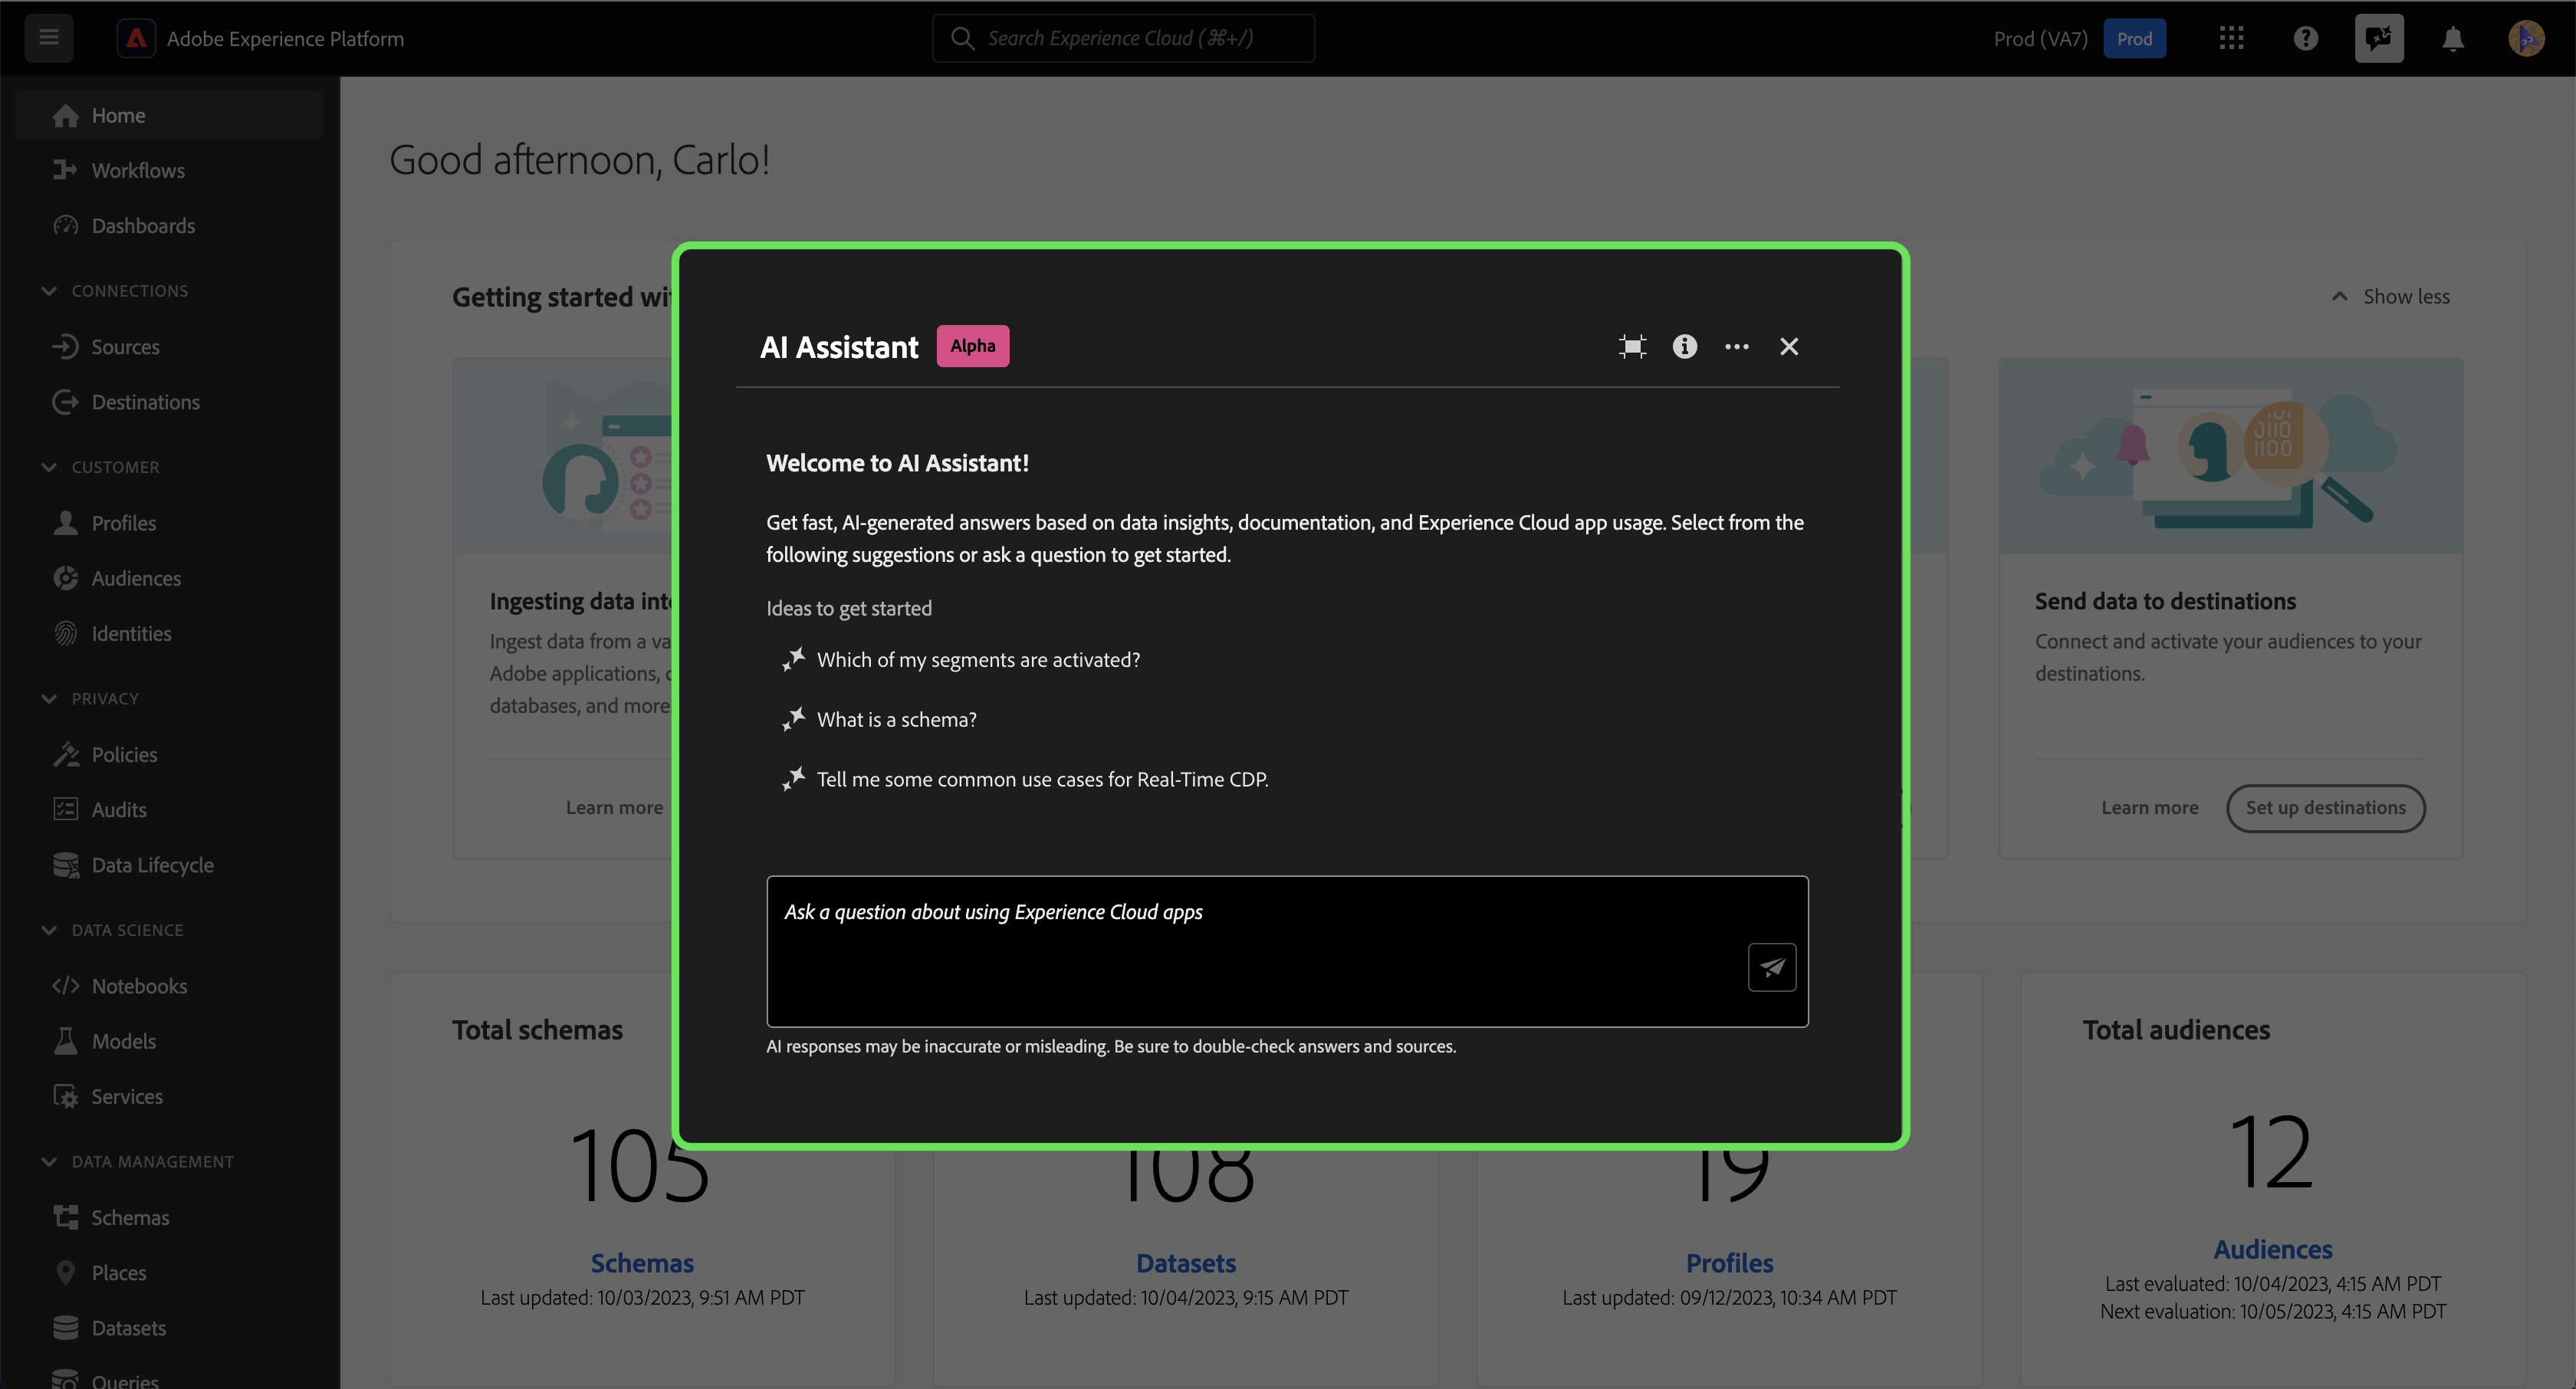 Adobe Experience Platform
Search Experience Cloud (⌘+/)
Prod (VA7)
Prod
Home
Workflows
Dashboards
CONNECTIONS
Sources
Destinations
CUSTOMER
Profiles
Audiences
Identities
PRIVACY
Policies
Audits
Data Lifecycle
DATA SCIENCE
Notebooks
Models
Services
DATA MANAGEMENT
Schemas
Places
Datasets
Queries
Good afternoon, Carlo!
Getting started
Show less
Ingesting data
Ingest data from a
Adobe applications,
databases, and more
Learn more
AI Assistant
Alpha
Welcome to AI Assistant!
Get fast, AI-generated answers based on data insights, documentation, and Experience Cloud app usage. Select from the
following suggestions or ask a question to get started.
Ideas to get started
Which of my segments are activated?
What is a schema?
Tell me some common use cases for Real-Time CDP.
Ask a question about using Experience Cloud apps
AI responses may be inaccurate or misleading. Be sure to double-check answers and sources.
Send data to destinations
Connect and activate your audiences to your
destinations.
Learn more
Set up destinations
Total schemas
105
Schemas
Last updated: 10/03/2023, 9:51 AM PDT
108
Datasets
Last updated: 10/04/2023, 9:15 AM PDT
19
Profiles
Last updated: 09/12/2023, 10:34 AM PDT
Total audiences
12
Audiences
Last evaluated: 10/04/2023, 4:15 AM PDT
Next evaluation: 10/05/2023, 4:15 AM PDT